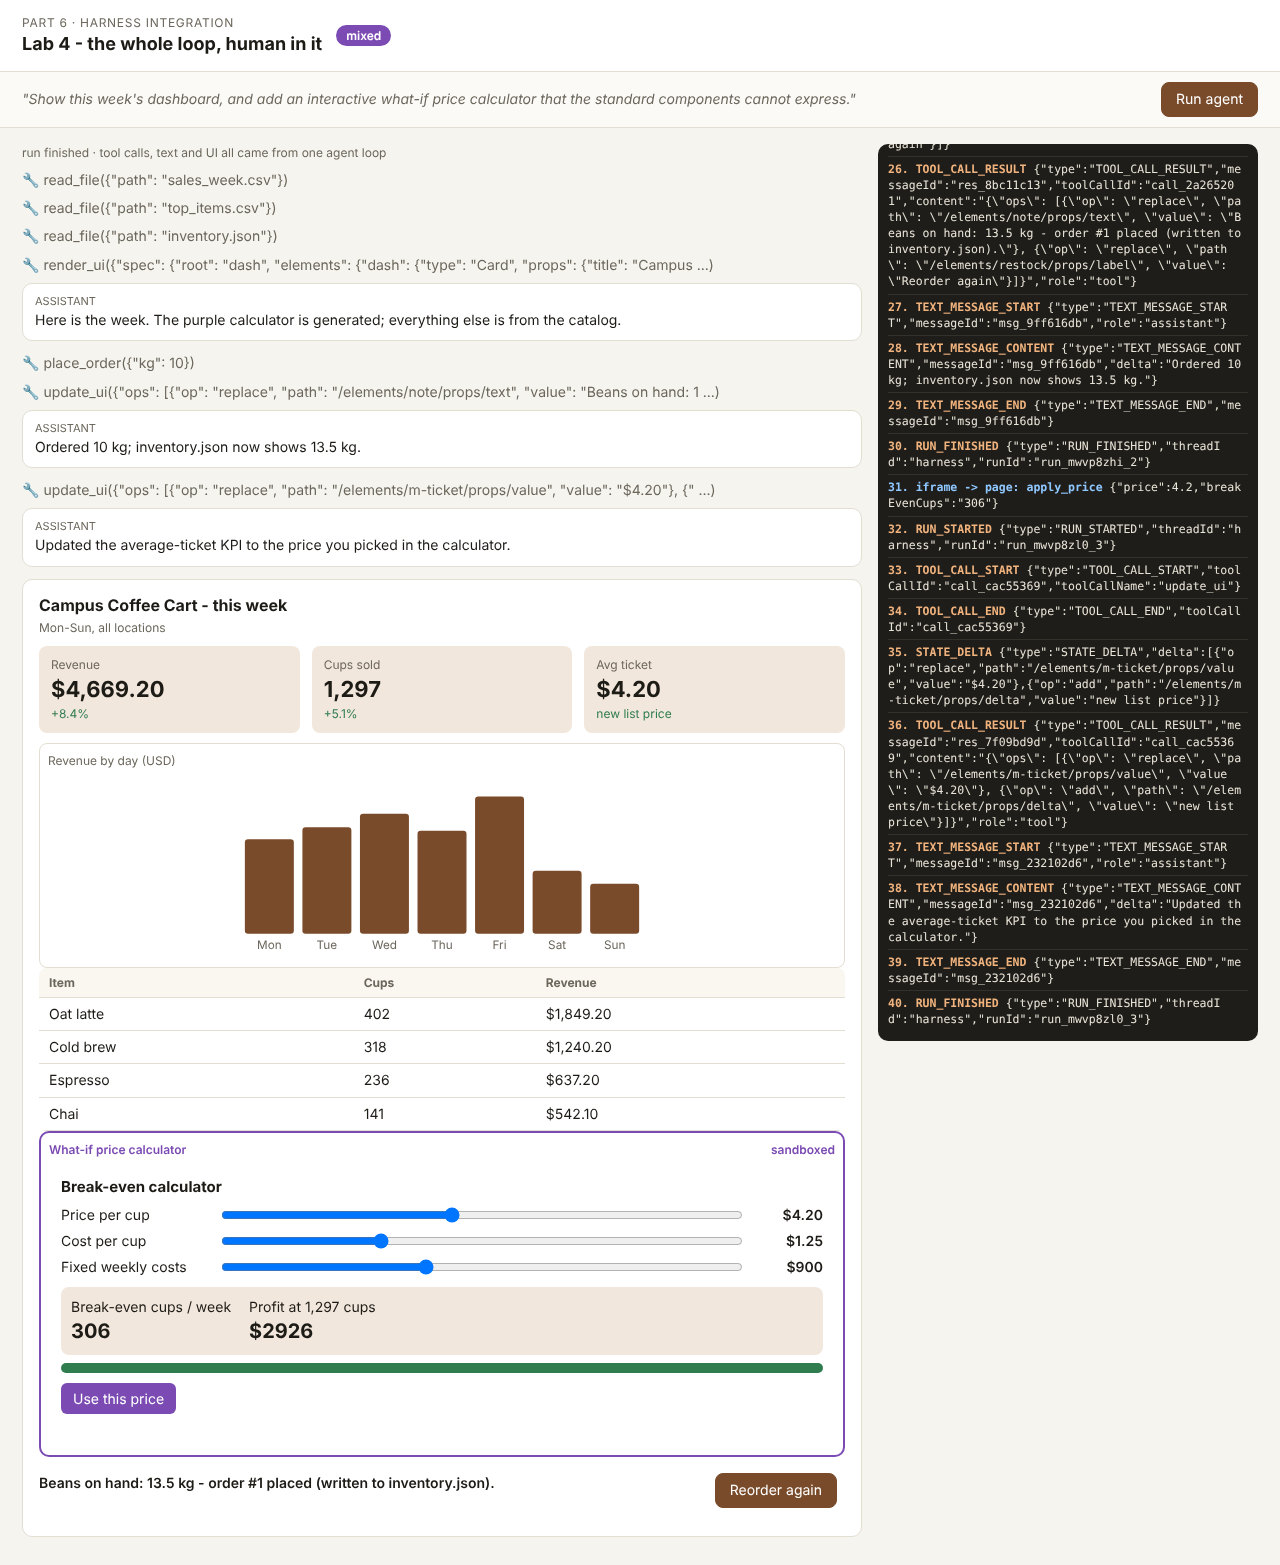 PART 6 · HARNESS INTEGRATION
Lab 4 - the whole loop, human in it
mixed
"Show this week's dashboard, and add an interactive what-if price calculator that the standard components cannot express."
Run agent
run finished · tool calls, text and UI all came from one agent loop
🔧 read_file({"path": "sales_week.csv"})
🔧 read_file({"path": "top_items.csv"})
🔧 read_file({"path": "inventory.json"})
🔧 render_ui({"spec": {"root": "dash", "elements": {"dash": {"type": "Card", "props": {"title": "Campus ...)
ASSISTANT
Here is the week. The purple calculator is generated; everything else is from the catalog.
🔧 place_order({"kg": 10})
🔧 update_ui({"ops": [{"op": "replace", "path": "/elements/note/props/text", "value": "Beans on hand: 1 ...)
ASSISTANT
Ordered 10 kg; inventory.json now shows 13.5 kg.
🔧 update_ui({"ops": [{"op": "replace", "path": "/elements/m-ticket/props/value", "value": "$4.20"}, {" ...)
ASSISTANT
Updated the average-ticket KPI to the price you picked in the calculator.
Campus Coffee Cart - this week
Mon-Sun, all locations
Revenue
$4,669.20
+8.4%
Cups sold
1,297
+5.1%
Avg ticket
$4.20
new list price
Revenue by day (USD)
Mon Tue Wed Thu Fri Sat Sun
Item Cups Revenue
Oat latte 402 $1,849.20
Cold brew 318 $1,240.20
Espresso 236 $637.20
Chai 141 $542.10
What-if price calculator sandboxed
Break-even calculator
Price per cup $4.20
Cost per cup $1.25
Fixed weekly costs $900
Break-even cups / week Profit at 1,297 cups
306 $2926
Use this price
Beans on hand: 13.5 kg - order #1 placed (written to inventory.json).
Reorder again
again"}]}
26. TOOL_CALL_RESULT {"type":"TOOL_CALL_RESULT","me
ssageId":"res_8bc11c13","toolCallId":"call_2a26520
1","content":"{\"ops\": [{\"op\": \"replace\", \"pa
th\": \"/elements/note/props/text\", \"value\": \"B
eans on hand: 13.5 kg - order #1 placed (written to
inventory.json).\"}, {\"op\": \"replace\", \"path
\": \"/elements/restock/props/label\", \"value\":
\"Reorder again\"}]}","role":"tool"}
27. TEXT_MESSAGE_START {"type":"TEXT_MESSAGE_STAR
T","messageId":"msg_9ff616db","role":"assistant"}
28. TEXT_MESSAGE_CONTENT {"type":"TEXT_MESSAGE_CONT
ENT","messageId":"msg_9ff616db","delta":"Ordered 10
kg; inventory.json now shows 13.5 kg."}
29. TEXT_MESSAGE_END {"type":"TEXT_MESSAGE_END","me
ssageId":"msg_9ff616db"}
30. RUN_FINISHED {"type":"RUN_FINISHED","threadI
d":"harness","runId":"run_mwvp8zhi_2"}
31. iframe -> page: apply_price {"price":4.2,"break
EvenCups":"306"}
32. RUN_STARTED {"type":"RUN_STARTED","threadId":"h
arness","runId":"run_mwvp8zl0_3"}
33. TOOL_CALL_START {"type":"TOOL_CALL_START","tool
CallId":"call_cac55369","toolCallName":"update_ui"}
34. TOOL_CALL_END {"type":"TOOL_CALL_END","toolCall
Id":"call_cac55369"}
35. STATE_DELTA {"type":"STATE_DELTA","delta":[{"o
p":"replace","path":"/elements/m-ticket/props/valu
e","value":"$4.20"},{"op":"add","path":"/elements/m
-ticket/props/delta","value":"new list price"}]}
36. TOOL_CALL_RESULT {"type":"TOOL_CALL_RESULT","me
ssageId":"res_7f09bd9d","toolCallId":"call_cac5536
9","content":"{\"ops\": [{\"op\": \"replace\", \"pa
th\": \"/elements/m-ticket/props/value\", \"value
\": \"$4.20\"}, {\"op\": \"add\", \"path\": \"/elem
ents/m-ticket/props/delta\", \"value\": \"new list
price\"}]}","role":"tool"}
37. TEXT_MESSAGE_START {"type":"TEXT_MESSAGE_STAR
T","messageId":"msg_232102d6","role":"assistant"}
38. TEXT_MESSAGE_CONTENT {"type":"TEXT_MESSAGE_CONT
ENT","messageId":"msg_232102d6","delta":"Updated th
e average-ticket KPI to the price you picked in the
calculator."}
39. TEXT_MESSAGE_END {"type":"TEXT_MESSAGE_END","me
ssageId":"msg_232102d6"}
40. RUN_FINISHED {"type":"RUN_FINISHED","threadI
d":"harness","runId":"run_mwvp8zl0_3"}